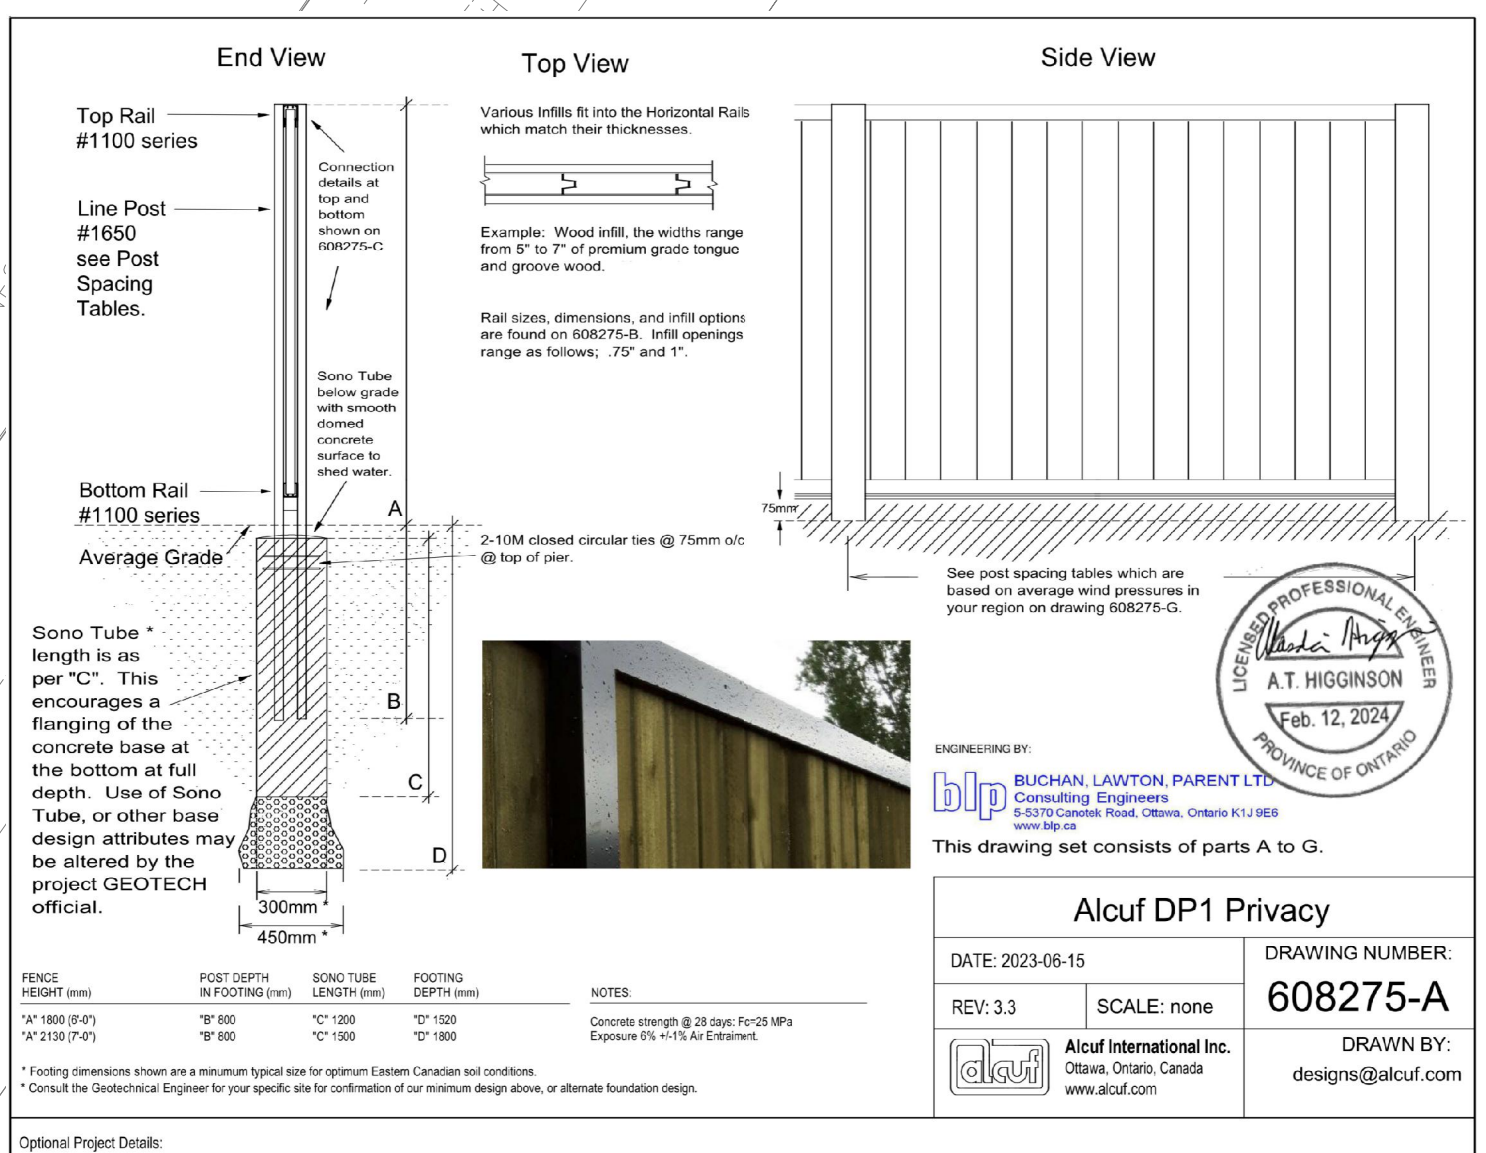 End View
Top View
Side View
Top Rail
#1100 series
Line Post
#1650
see Post
Spacing
Tables.
Connection
details at
top and
bottom
shown on
608275-C
Sono Tube
below grade
with smooth
domed
concrete
surface to
shed water.
Bottom Rail
#1100 series
Average Grade
Sono Tube *
length is as
per "C". This
encourages a
flanging of the
concrete base at
the bottom at full
depth. Use of Sono
Tube, or other base
design attributes may
be altered by the
project GEOTECH
official.
A
B
C
D
300mm *
450mm *
Various Infills fit into the Horizontal Rails
which match their thicknesses.
Example: Wood infill, the widths range
from 5" to 7" of premium grade tongue
and groove wood.
Rail sizes, dimensions, and infill options
are found on 608275-B. Infill openings
range as follows; .75" and 1".
2-10M closed circular ties @ 75mm o/c
@ top of pier.
75mm
See post spacing tables which are
based on average wind pressures in
your region on drawing 608275-G.
LICENSED PROFESSIONAL ENGINEER
A.T. HIGGINSON
Feb. 12, 2024
PROVINCE OF ONTARIO
ENGINEERING BY:
blp
BUCHAN, LAWTON, PARENT LTD
Consulting Engineers
5-5370 Canotek Road, Ottawa, Ontario K1J 9E6
www.blp.ca
This drawing set consists of parts A to G.
Alcuf DP1 Privacy
DATE: 2023-06-15
REV: 3.3
SCALE: none
DRAWING NUMBER:
608275-A
alcuf
Alcuf International Inc.
Ottawa, Ontario, Canada
www.alcuf.com
DRAWN BY:
designs@alcuf.com
FENCE POST DEPTH SONO TUBE FOOTING
HEIGHT (mm) IN FOOTING (mm) LENGTH (mm) DEPTH (mm)
"A" 1800 (6'-0") "B" 800 "C" 1200 "D" 1520
"A" 2130 (7'-0") "B" 800 "C" 1500 "D" 1800
NOTES:
Concrete strength @ 28 days: Fc=25 MPa
Exposure 6% +/-1% Air Entraiment.
* Footing dimensions shown are a minumum typical size for optimum Eastern Canadian soil conditions.
* Consult the Geotechnical Engineer for your specific site for confirmation of our minimum design above, or alternate foundation design.
Optional Project Details: